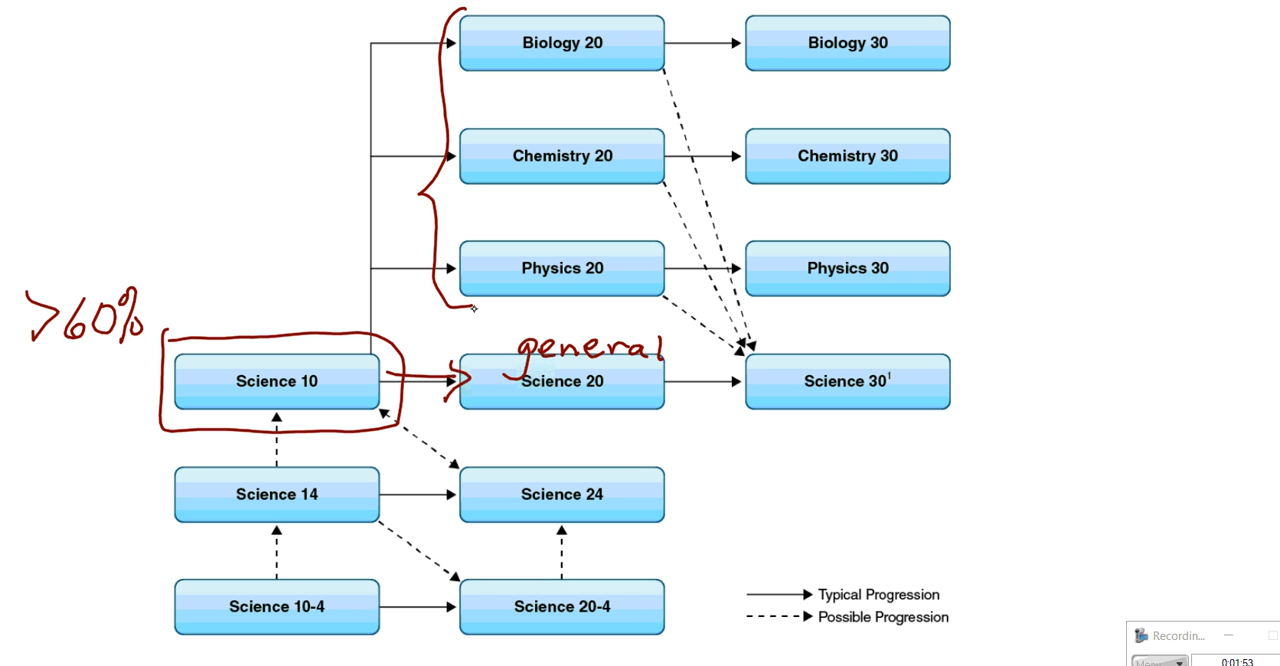 Biology 20
Biology 30
Chemistry 20
Chemistry 30
Physics 20
Physics 30
>60%
general
Science 10
Science 20
Science 30¹
Science 14
Science 24
Science 10-4
Science 20-4
Typical Progression
Possible Progression
Recordin...
Menu
0:01:53